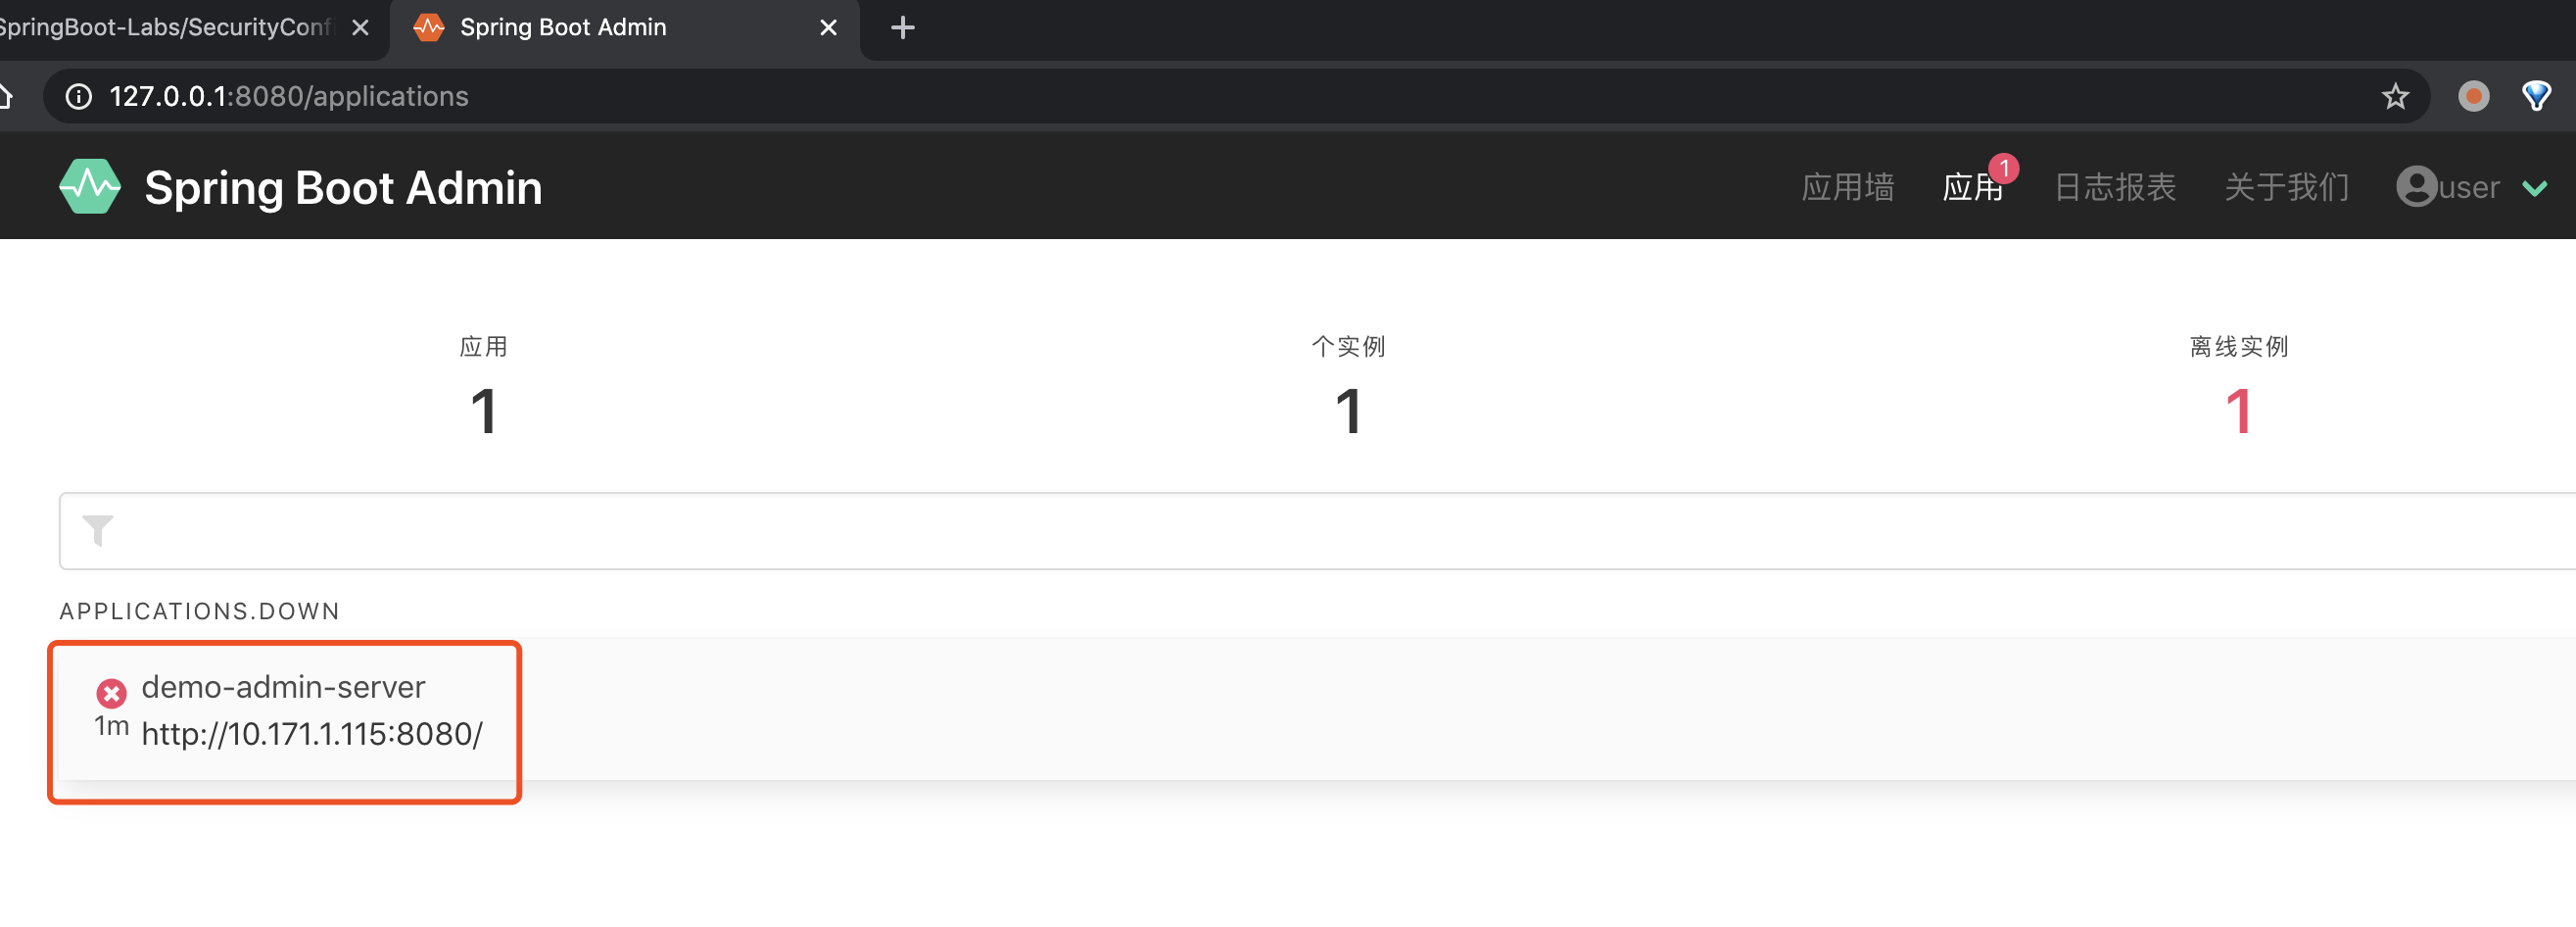 SpringBoot-Labs/SecurityConfi
Spring Boot Admin
127.0.0.1:8080/applications
Spring Boot Admin
应用墙
应用
1
日志报表
关于我们
user
应用
个实例
离线实例
1
1
1
APPLICATIONS.DOWN
demo-admin-server
1m
http://10.171.1.115:8080/